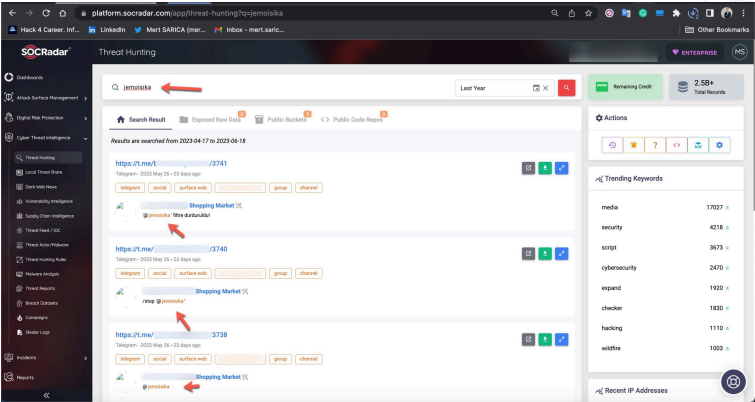 platform.socradar.com/app/threat-hunting?q=jemoisika
Hack 4 Career. Inf...
LinkedIn
Twitter
Mert SARICA (mer...
Inbox - mert.saric...
Other Bookmarks
SOCRadar
Threat Hunting
ENTERPRISE
MS
Dashboards
Attack Surface Management
Digital Risk Protection
Cyber Threat Intelligence
Threat Hunting
Local Threat Share
Dark Web News
Vulnerability Intelligence
Supply Chain Intelligence
Threat Feed / IOC
Threat Actor/Malware
Threat Hunting Rules
Malware Analysis
Threat Reports
Breach Datasets
Campaigns
Stealer Logs
Incidents
Reports
jemoisika
Last Year
Search Result
Exposed Raw Data
Public Buckets
Public Code Repos
Results are searched from 2023-04-17 to 2023-06-18
https://t.me/t /3741
Telegram - 2023 May 26 • 23 days ago
telegram
social
surface web
group
channel
Shopping Market
'@jemoisika' filtre durduruldu!
https://t.me/ /3740
Telegram - 2023 May 26 • 23 days ago
telegram
social
surface web
group
channel
Shopping Market
/stop '@jemoisika'
https://t.me/ 3738
Telegram - 2023 May 26 • 23 days ago
telegram
social
surface web
group
channel
Shopping Market
@jemoisika
Remaining Credit
2.5B+
Total Records
Actions
Trending Keywords
media 17027
security 4218
script 3673
cybersecurity 2470
expand 1920
checker 1830
hacking 1110
wildfire 1003
Recent IP Addresses